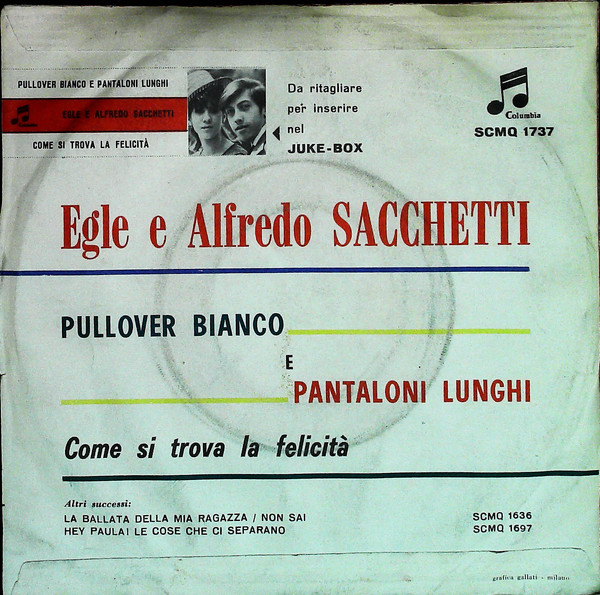 PULLOVER BIANCO E PANTALONI LUNGHI
EGLE E ALFREDO SACCHETTI
COME SI TROVA LA FELICITÀ
Da ritagliare
per inserire
nel
JUKE-BOX
Columbia
SCMQ 1737
Egle e Alfredo SACCHETTI
PULLOVER BIANCO
E
PANTALONI LUNGHI
Come si trova la felicità
Altri successi:
LA BALLATA DELLA MIA RAGAZZA / NON SAI SCMQ 1636
HEY PAULA! LE COSE CHE CI SEPARANO SCMQ 1697
grafica gallati - milano